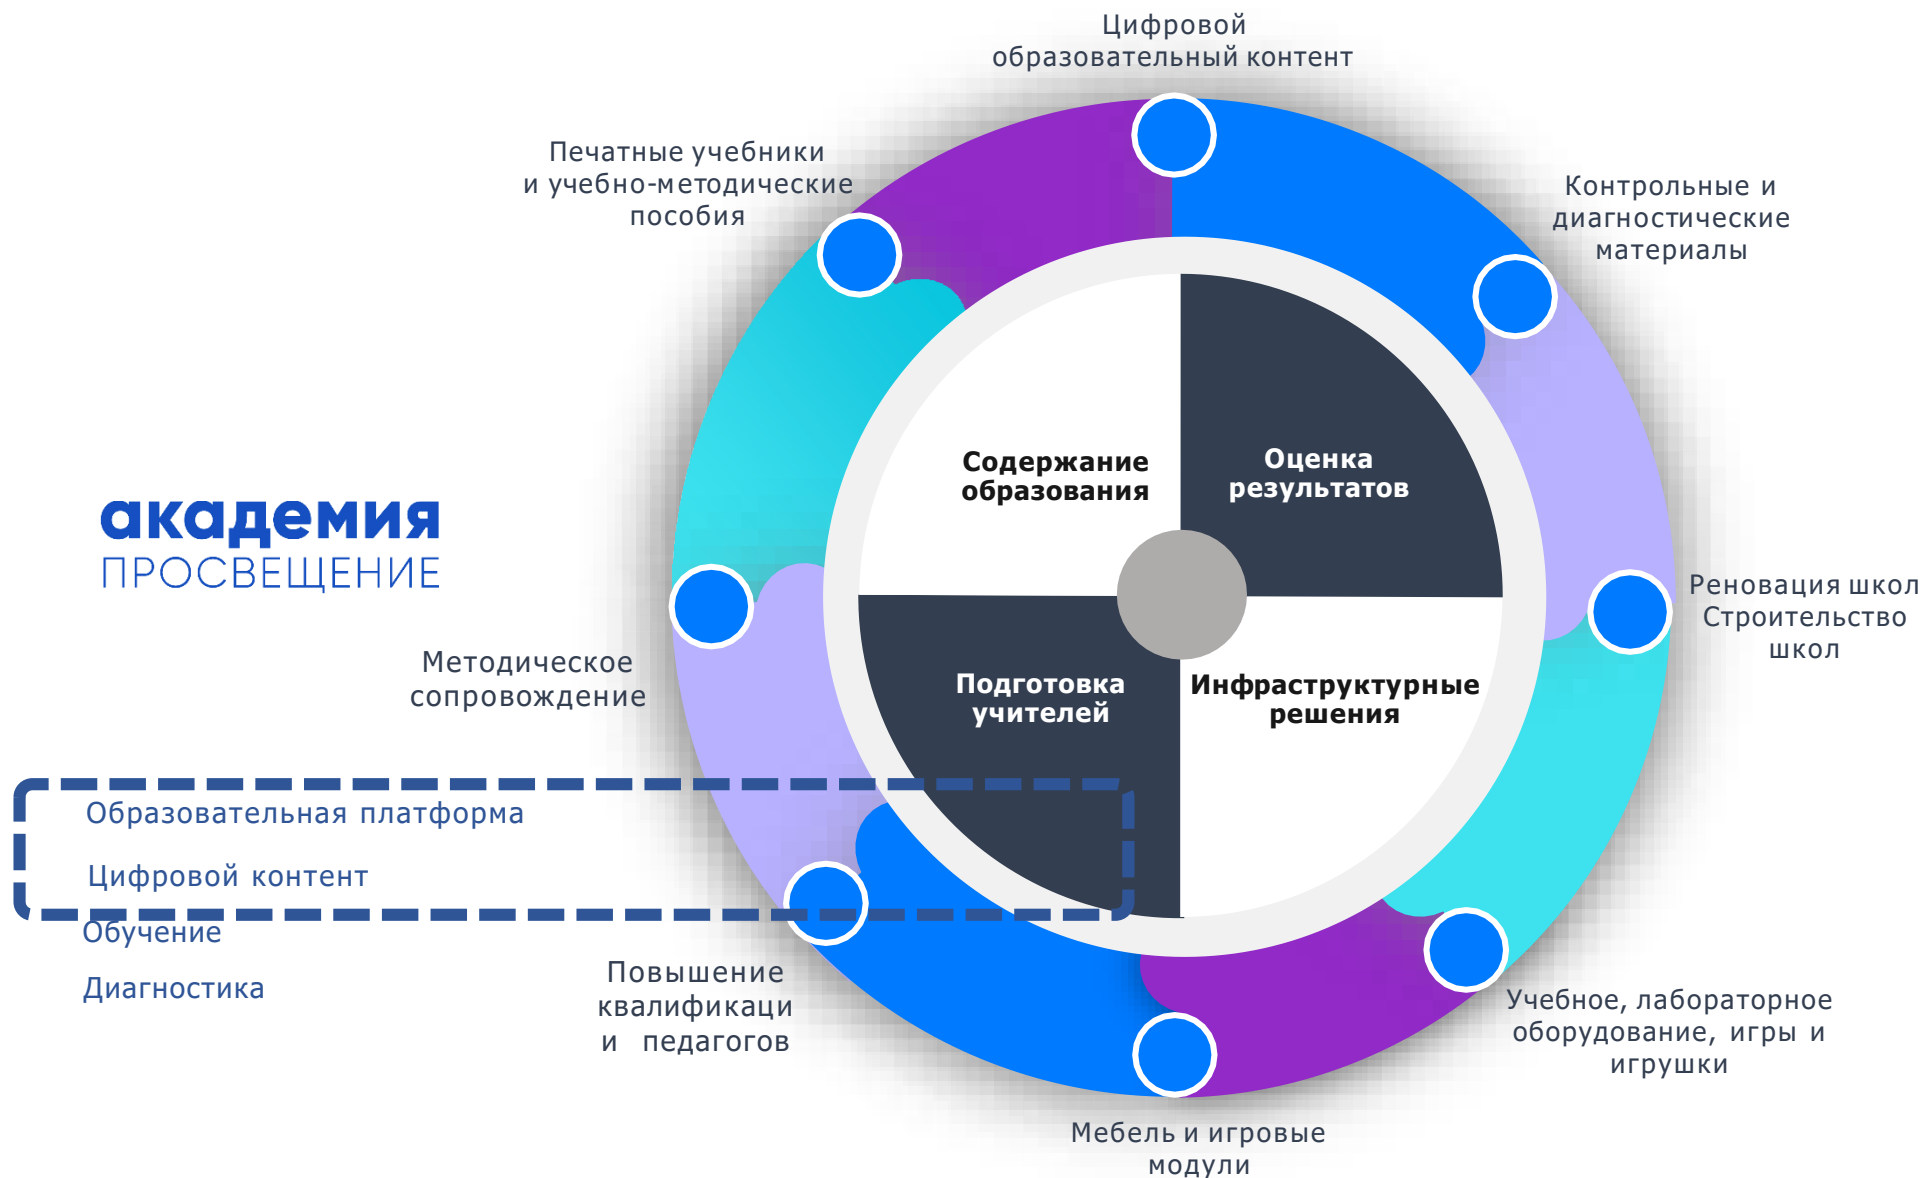 Цифровой
образовательный контент
Печатные учебники
и учебно-методические
пособия
Контрольные и
диагностические
материалы
Содержание
образования
Оценка
результатов
академия
ПРОСВЕЩЕНИЕ
Реновация школ
Строительство
школ
Методическое
сопровождение
Подготовка
учителей
Инфраструктурные
решения
Образовательная платформа
Цифровой контент
Обучение
Диагностика
Повышение
квалификаци
и педагогов
Учебное, лабораторное
оборудование, игры и
игрушки
Мебель и игровые
модули